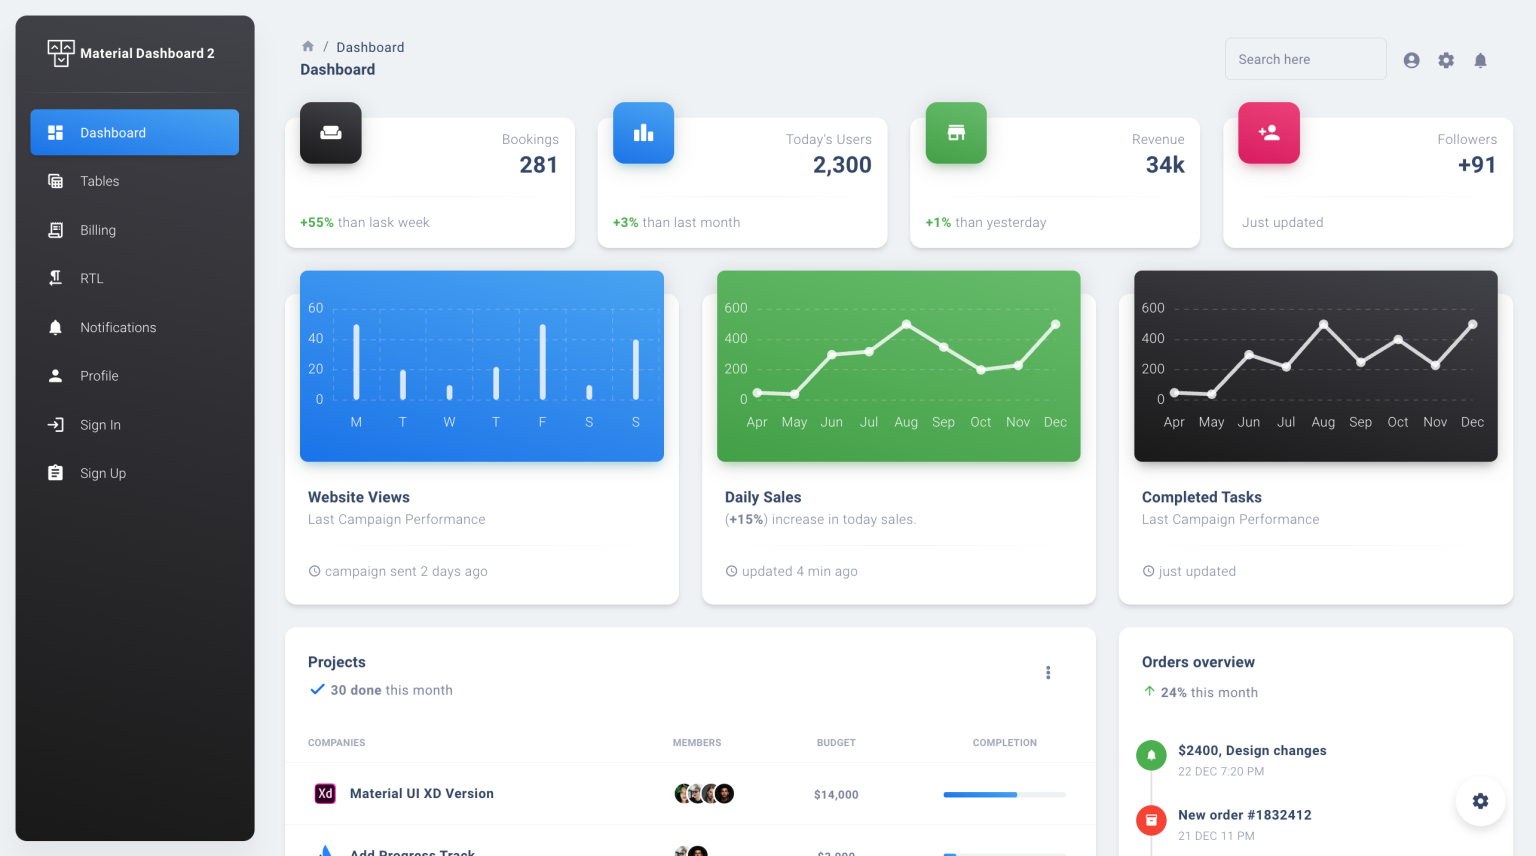 Material Dashboard 2
Dashboard
Tables
Billing
RTL
Notifications
Profile
Sign In
Sign Up
/ Dashboard
Dashboard
Search here
Bookings
281
+55% than lask week
Today's Users
2,300
+3% than last month
Revenue
34k
+1% than yesterday
Followers
+91
Just updated
60
40
20
0
M T W T F S S
Website Views
Last Campaign Performance
campaign sent 2 days ago
600
400
200
0
Apr May Jun Jul Aug Sep Oct Nov Dec
Daily Sales
(+15%) increase in today sales.
updated 4 min ago
600
400
200
0
Apr May Jun Jul Aug Sep Oct Nov Dec
Completed Tasks
Last Campaign Performance
just updated
Projects
30 done this month
COMPANIES MEMBERS BUDGET COMPLETION
Xd Material UI XD Version $14,000
Add Progress Track $3,000
Orders overview
24% this month
$2400, Design changes
22 DEC 7:20 PM
New order #1832412
21 DEC 11 PM